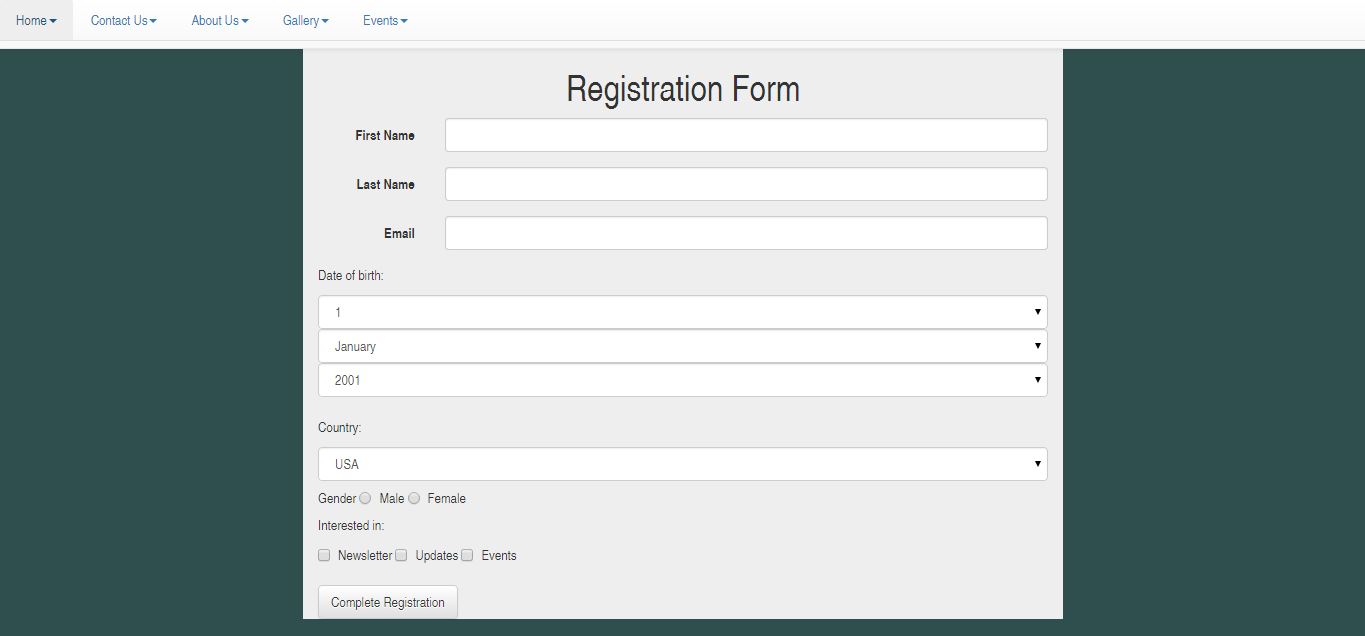 Home Contact Us About Us Gallery Events
Registration Form
First Name
Last Name
Email
Date of birth:
1
January
2001
Country:
USA
Gender Male Female
Interested in:
Newsletter Updates Events
Complete Registration